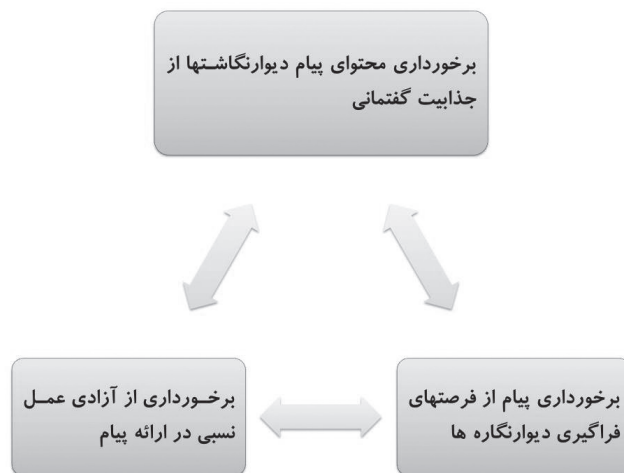 برخورداری محتوای پیام دیوارنگاشتها از
جذابیت گفتمانی
برخورداری پیام از فرصتهای
فراگیری دیوارنگاره ها
برخورداری از آزادی عمل
نسبی در ارائه پیام